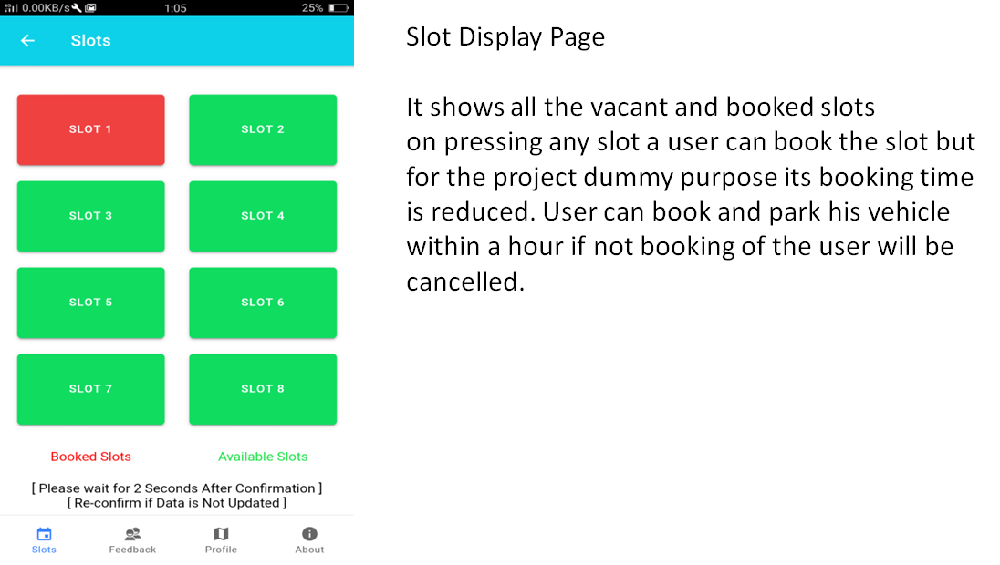 0.00KB/s 1:05 25%
Slots
SLOT 1 SLOT 2
SLOT 3 SLOT 4
SLOT 5 SLOT 6
SLOT 7 SLOT 8
Booked Slots Available Slots
[ Please wait for 2 Seconds After Confirmation ]
[ Re-confirm if Data is Not Updated ]
Slots Feedback Profile About
Slot Display Page
It shows all the vacant and booked slots
on pressing any slot a user can book the slot but
for the project dummy purpose its booking time
is reduced. User can book and park his vehicle
within a hour if not booking of the user will be
cancelled.